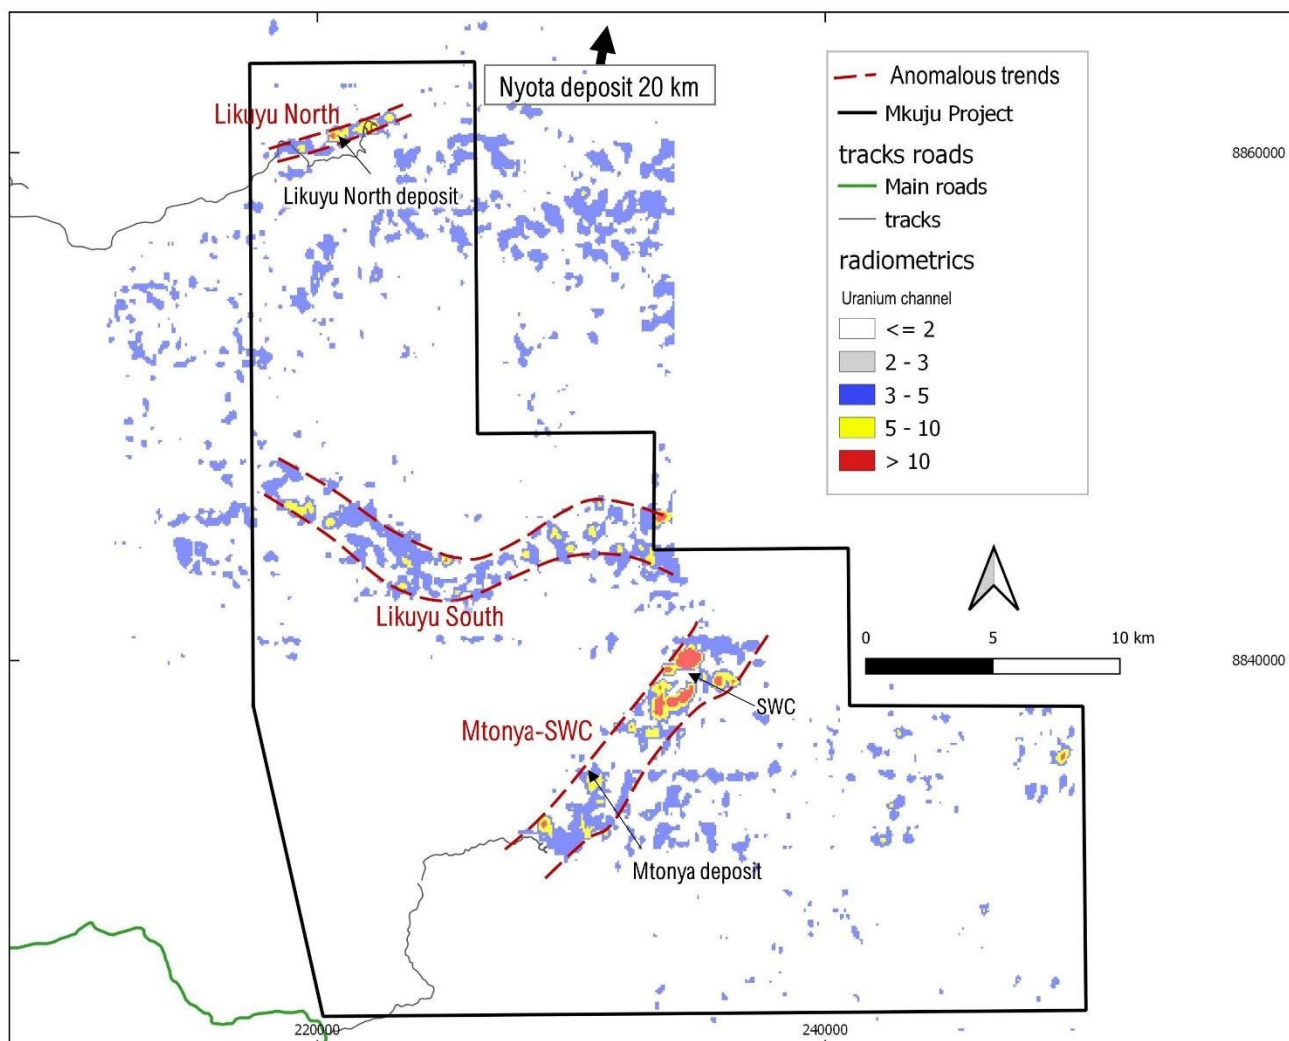 Nyota deposit 20 km
Likuyu North
Likuyu North deposit
Anomalous trends
Mkuju Project
tracks roads
Main roads
tracks
radiometrics
Uranium channel
<= 2
2 - 3
3 - 5
5 - 10
> 10
8860000
Likuyu South
0 5 10 km
8840000
Mtonya-SWC
SWC
Mtonya deposit
220000 240000